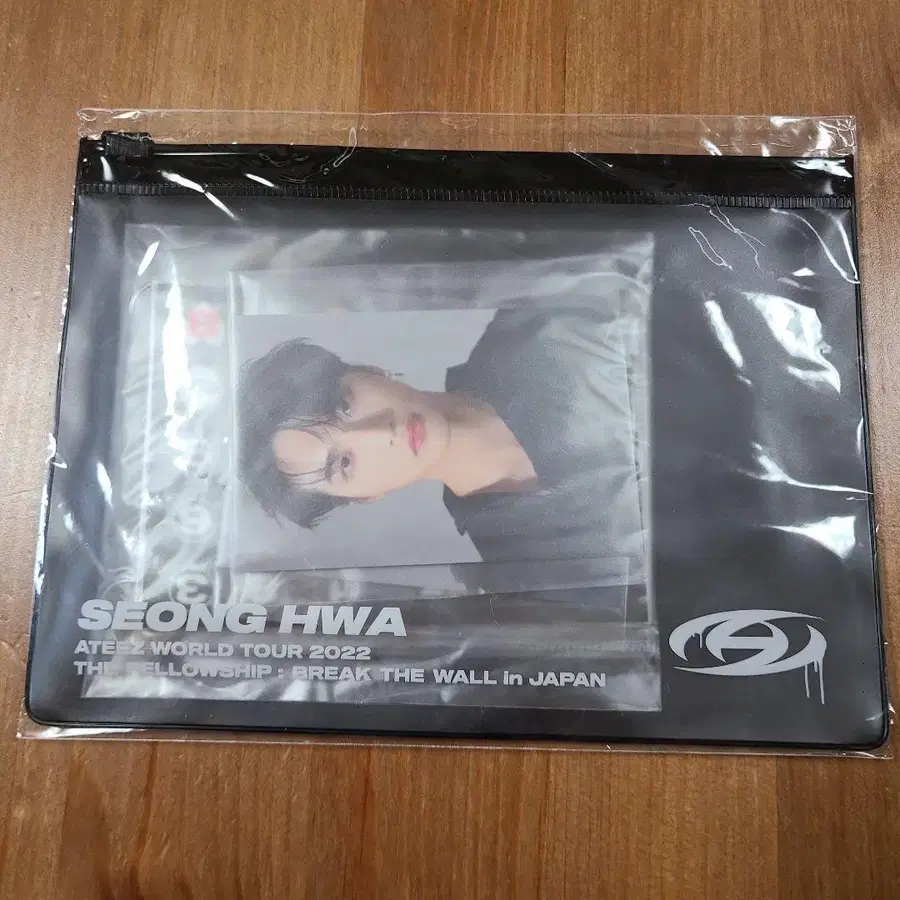 SEONG HWA
ATEEZ WORLD TOUR 2022
THE FELLOWSHIP : BREAK THE WALL in JAPAN